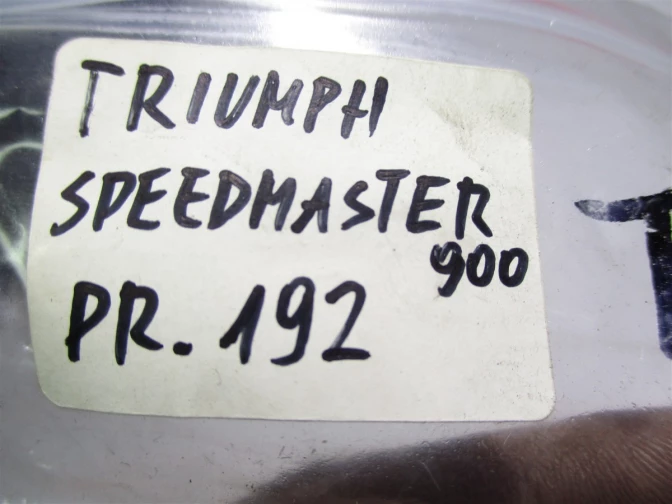 TRIUMPH
SPEEDMASTER
900
PR. 192